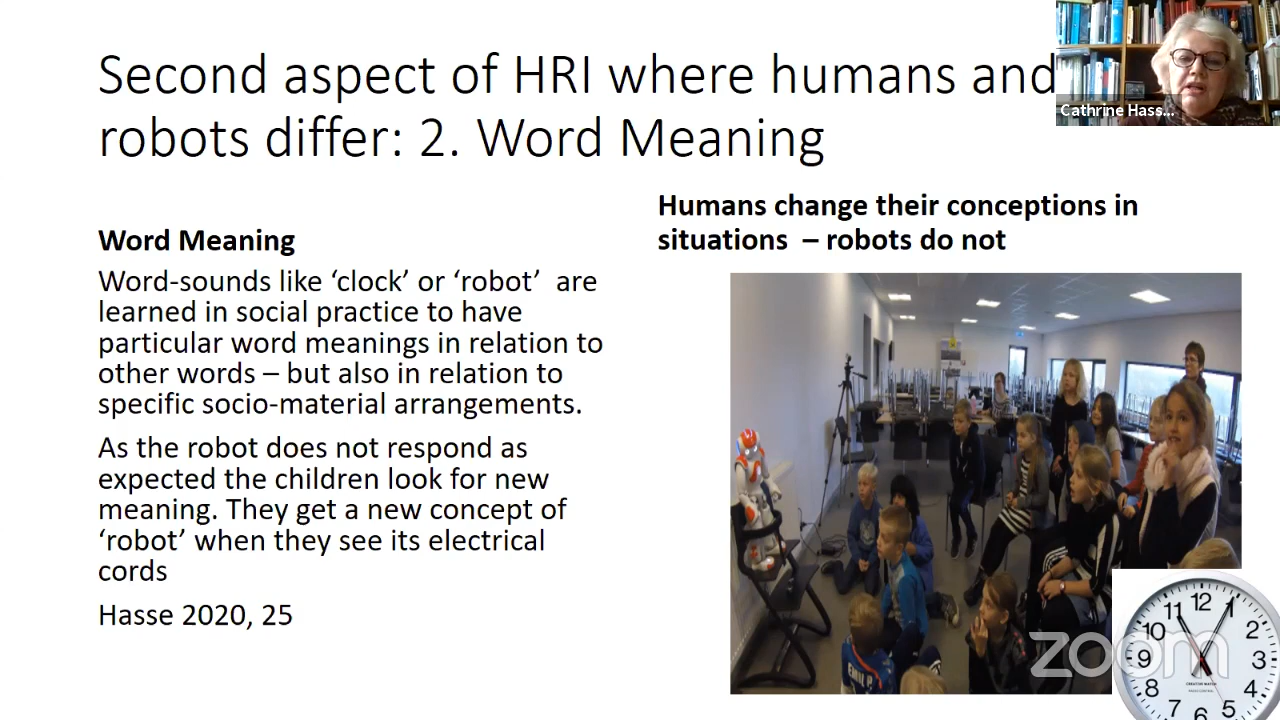 Second aspect of HRI where humans and
robots differ: 2. Word Meaning
Cathrine Hass...
Humans change their conceptions in
situations – robots do not
Word Meaning
Word-sounds like ‘clock’ or ‘robot’ are
learned in social practice to have
particular word meanings in relation to
other words – but also in relation to
specific socio-material arrangements.
As the robot does not respond as
expected the children look for new
meaning. They get a new concept of
‘robot’ when they see its electrical
cords
Hasse 2020, 25
zoom
11 12 1
10 2
9 3
8 4
7 6 5